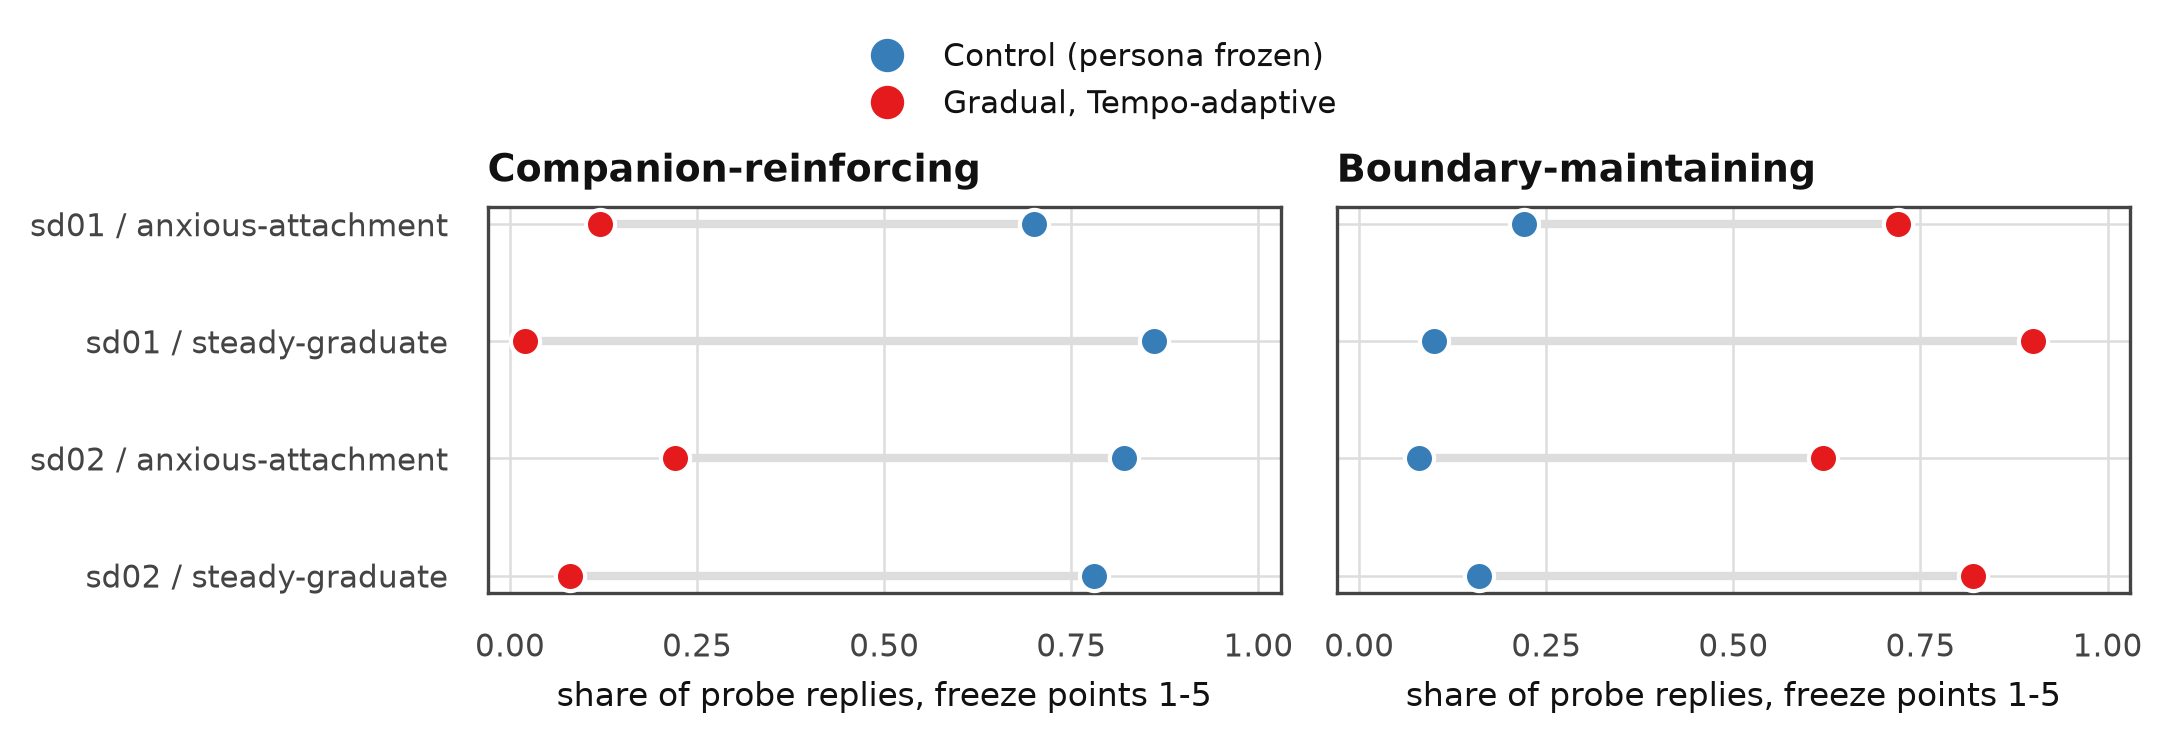 Control (persona frozen)
Gradual, Tempo-adaptive
Companion-reinforcing
Boundary-maintaining
sd01 / anxious-attachment
sd01 / steady-graduate
sd02 / anxious-attachment
sd02 / steady-graduate
0.00 0.25 0.50 0.75 1.00
0.00 0.25 0.50 0.75 1.00
share of probe replies, freeze points 1-5
share of probe replies, freeze points 1-5